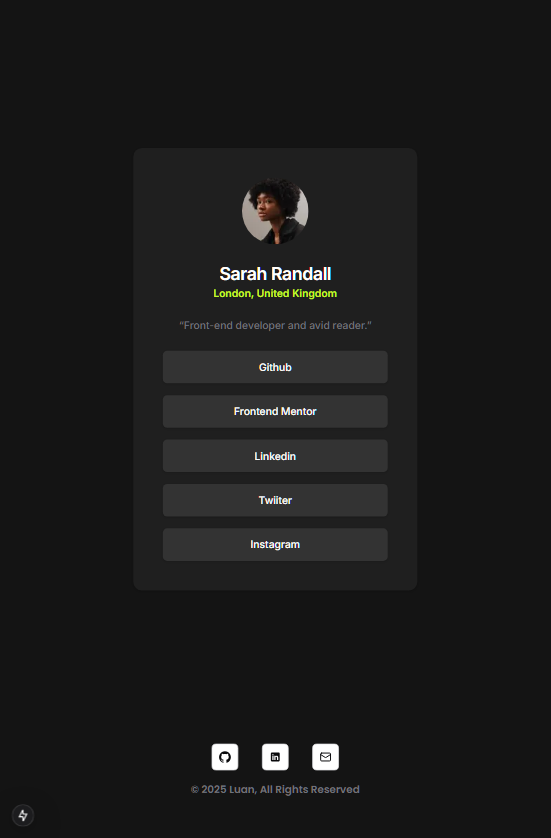 Sarah Randall
London, United Kingdom
“Front-end developer and avid reader.”
Github
Frontend Mentor
Linkedin
Twiiter
Instagram
in
© 2025 Luan, All Rights Reserved